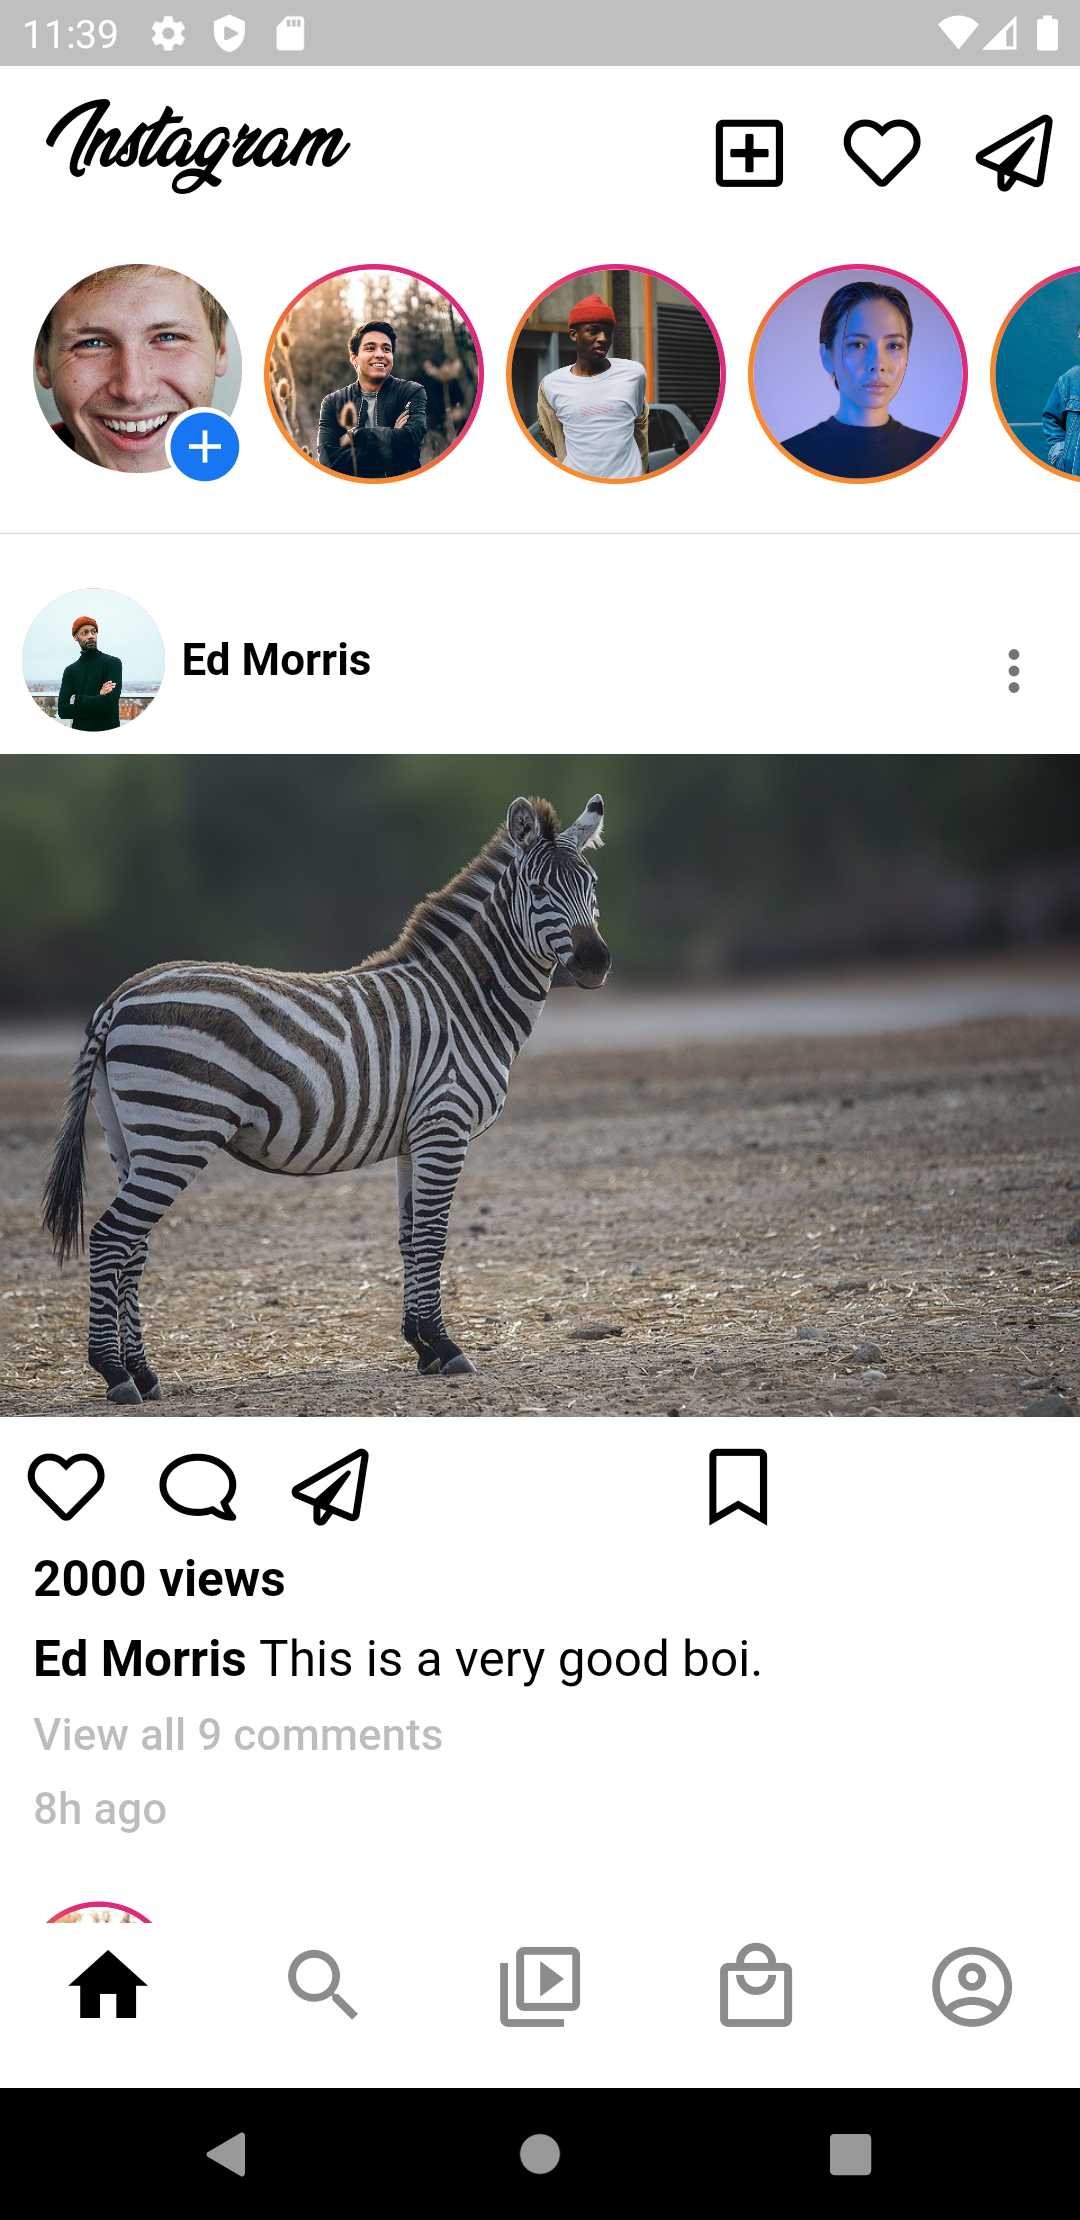 11:39
Instagram
Ed Morris
2000 views
Ed Morris This is a very good boi.
View all 9 comments
8h ago